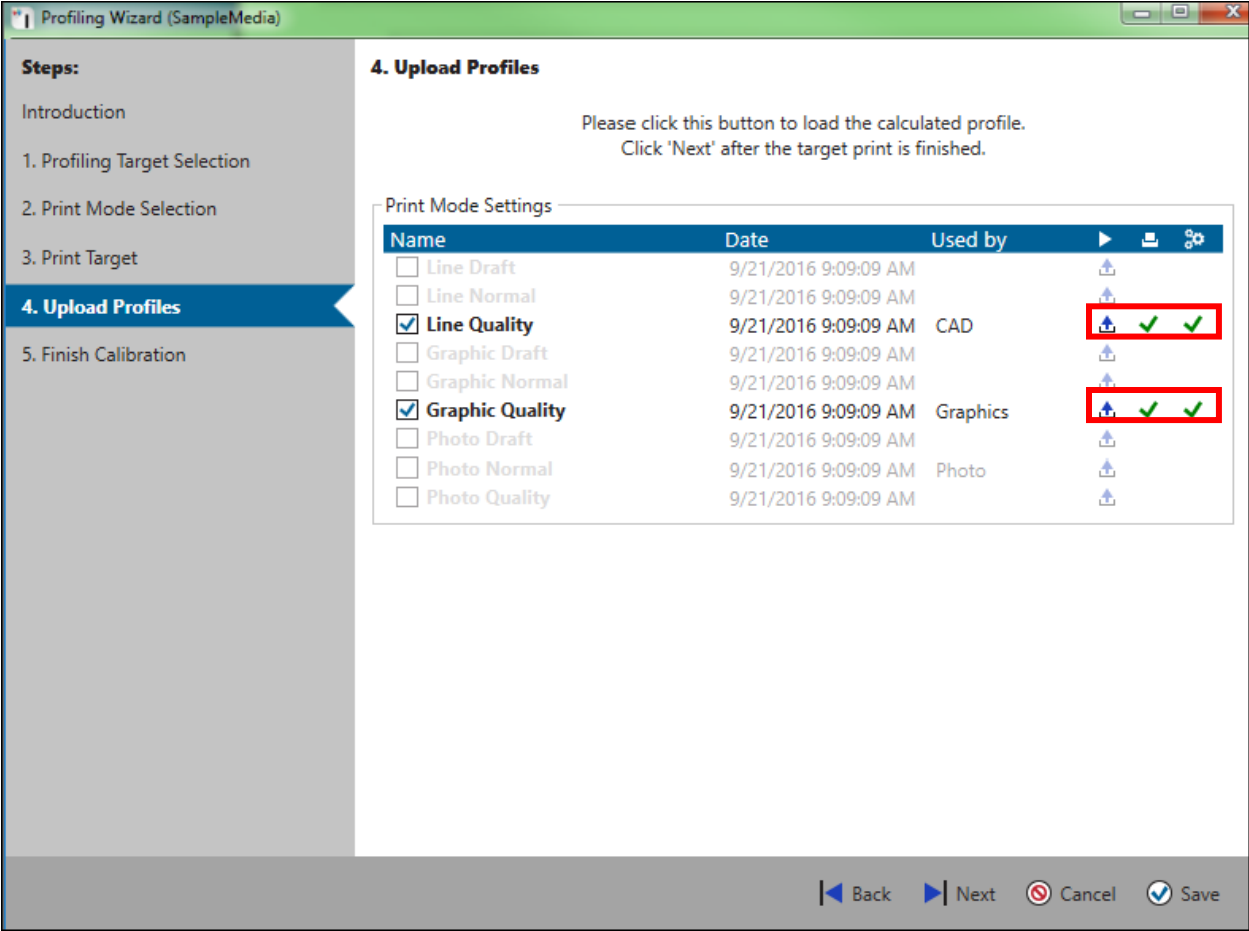 Profiling Wizard (SampleMedia)
Steps:
Introduction
1. Profiling Target Selection
2. Print Mode Selection
3. Print Target
4. Upload Profiles
5. Finish Calibration
4. Upload Profiles
Please click this button to load the calculated profile.
Click 'Next' after the target print is finished.
Print Mode Settings
Name Date Used by
Line Draft 9/21/2016 9:09:09 AM
Line Normal 9/21/2016 9:09:09 AM
Line Quality 9/21/2016 9:09:09 AM CAD
Graphic Draft 9/21/2016 9:09:09 AM
Graphic Normal 9/21/2016 9:09:09 AM
Graphic Quality 9/21/2016 9:09:09 AM Graphics
Photo Draft 9/21/2016 9:09:09 AM
Photo Normal 9/21/2016 9:09:09 AM Photo
Photo Quality 9/21/2016 9:09:09 AM
Back Next Cancel Save